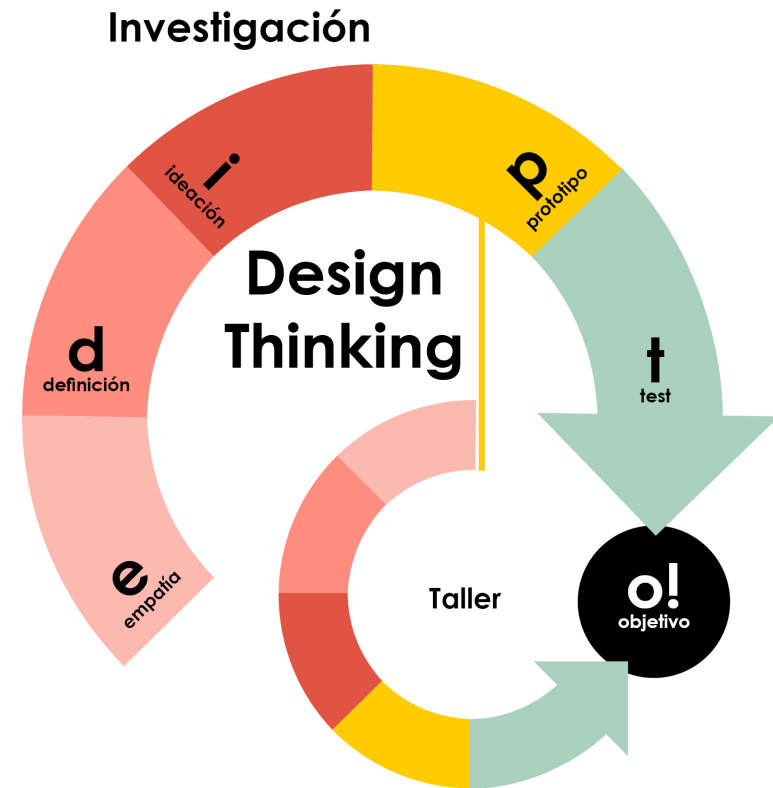 Investigación
e
empatía
d
definición
i
ideación
p
prototipo
t
test
Design
Thinking
Taller
o!
objetivo